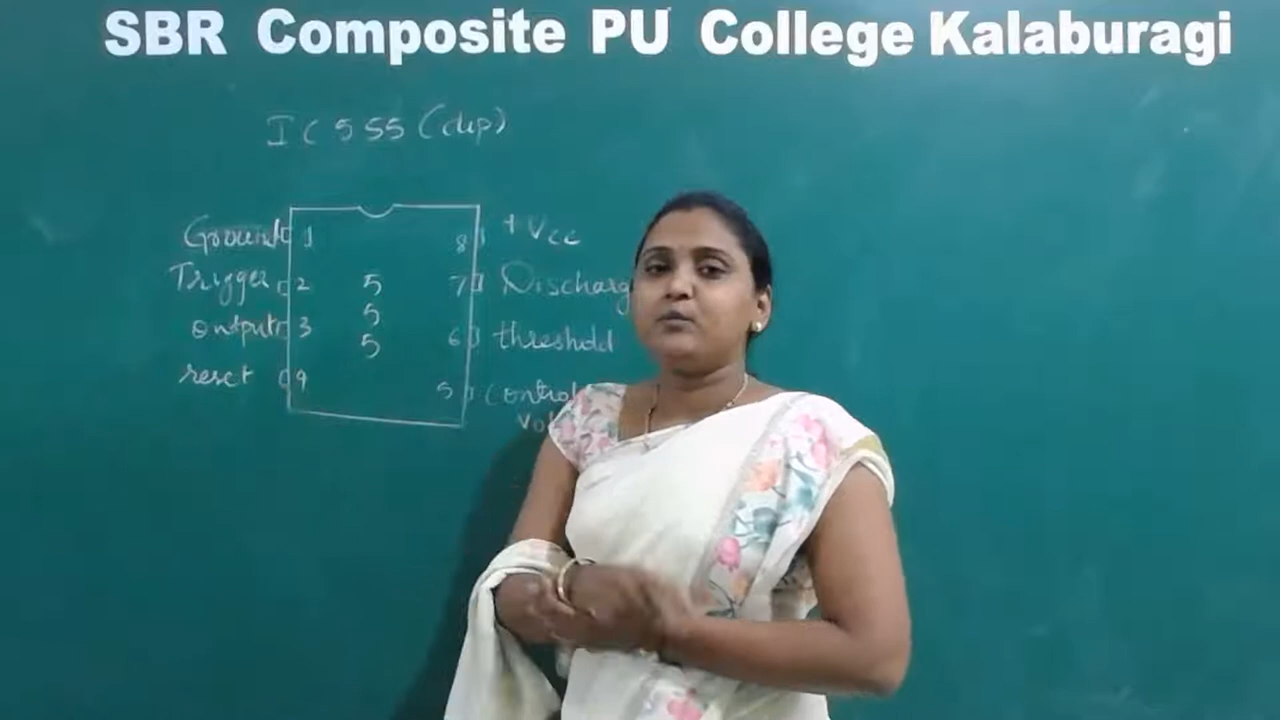 SBR Composite PU College Kalaburagi
IC 555 (dip)
Ground 1 8 +Vcc
Trigger 2 5 7 Discharg
5
output 3 6 threshold
5
reset 4 5 control
Vol